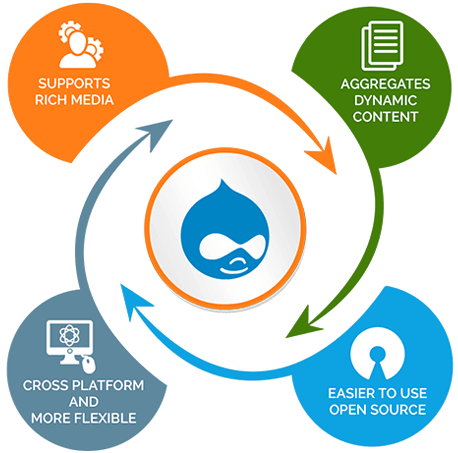 SUPPORTS
RICH MEDIA
AGGREGATES
DYNAMIC
CONTENT
CROSS PLATFORM
AND
MORE FLEXIBLE
EASIER TO USE
OPEN SOURCE